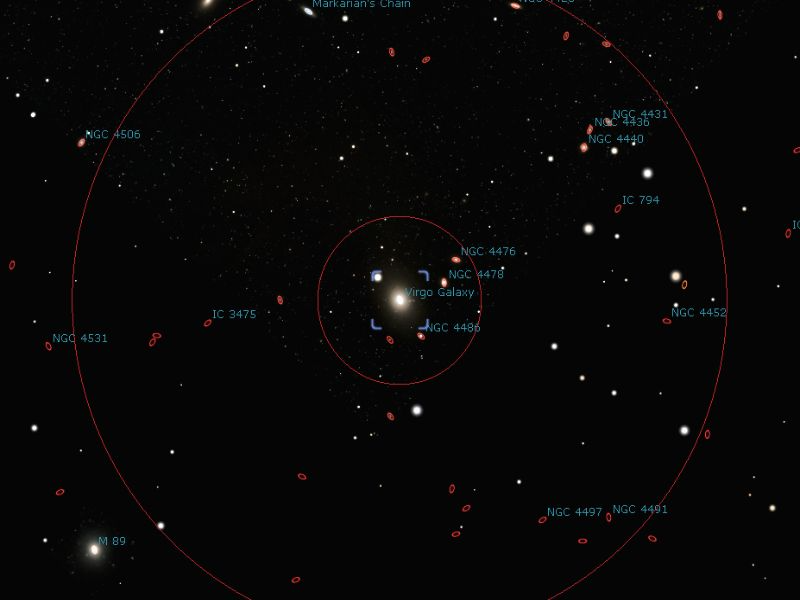 Markarian's Chain
NGC 4431
NGC 4436
NGC 4506
NGC 4440
IC 794
NGC 4476
NGC 4478
Virgo Galaxy
NGC 4452
IC 3475
NGC 4486
NGC 4531
NGC 4497
NGC 4491
M 89